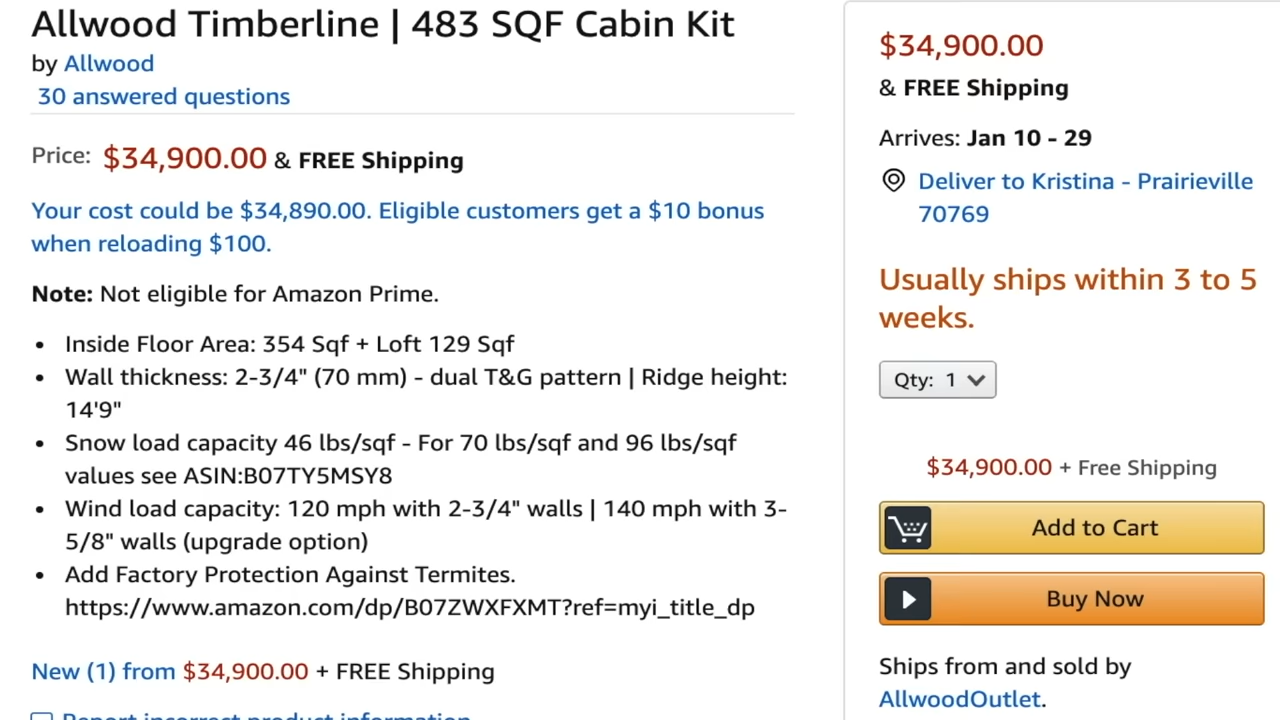 Allwood Timberline | 483 SQF Cabin Kit
by Allwood
30 answered questions
Price: $34,900.00 & FREE Shipping
Your cost could be $34,890.00. Eligible customers get a $10 bonus
when reloading $100.
Note: Not eligible for Amazon Prime.
• Inside Floor Area: 354 Sqf + Loft 129 Sqf
• Wall thickness: 2-3/4" (70 mm) - dual T&G pattern | Ridge height:
14'9"
• Snow load capacity 46 lbs/sqf - For 70 lbs/sqf and 96 lbs/sqf
values see ASIN:B07TY5MSY8
• Wind load capacity: 120 mph with 2-3/4" walls | 140 mph with 3-
5/8" walls (upgrade option)
• Add Factory Protection Against Termites.
https://www.amazon.com/dp/B07ZWXFXMT?ref=myi_title_dp
New (1) from $34,900.00 + FREE Shipping
Report incorrect product information
$34,900.00
& FREE Shipping
Arrives: Jan 10 - 29
Deliver to Kristina - Prairieville
70769
Usually ships within 3 to 5
weeks.
Qty: 1
$34,900.00 + Free Shipping
Add to Cart
Buy Now
Ships from and sold by
AllwoodOutlet.